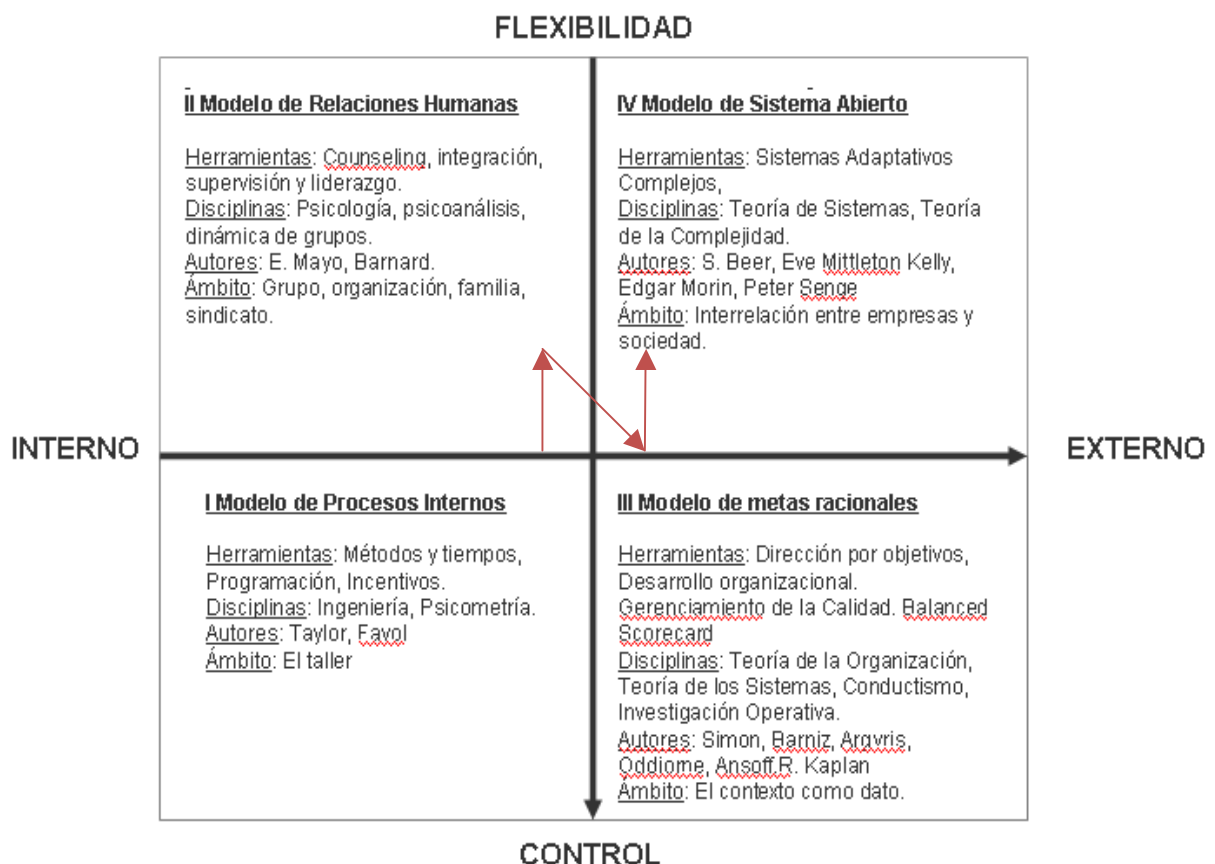 FLEXIBILIDAD
II Modelo de Relaciones Humanas
Herramientas: Counseling, integración,
supervisión y liderazgo.
Disciplinas: Psicología, psicoanálisis,
dinámica de grupos.
Autores: E. Mayo, Barnard.
Ámbito: Grupo, organización, familia,
sindicato.
IV Modelo de Sistema Abierto
Herramientas: Sistemas Adaptativos
Complejos,
Disciplinas: Teoría de Sistemas, Teoría
de la Complejidad.
Autores: S. Beer, Eve Mittleton Kelly,
Edgar Morin, Peter Senge
Ámbito: Interrelación entre empresas y
sociedad.
INTERNO
EXTERNO
I Modelo de Procesos Internos
Herramientas: Métodos y tiempos,
Programación, Incentivos.
Disciplinas: Ingeniería, Psicometría.
Autores: Taylor, Fayol
Ámbito: El taller
III Modelo de metas racionales
Herramientas: Dirección por objetivos,
Desarrollo organizacional.
Gerenciamiento de la Calidad. Balanced
Scorecard
Disciplinas: Teoría de la Organización,
Teoría de los Sistemas, Conductismo,
Investigación Operativa.
Autores: Simon, Barniz, Argyris,
Oddiome, Ansoff.R. Kaplan
Ámbito: El contexto como dato.
CONTROL